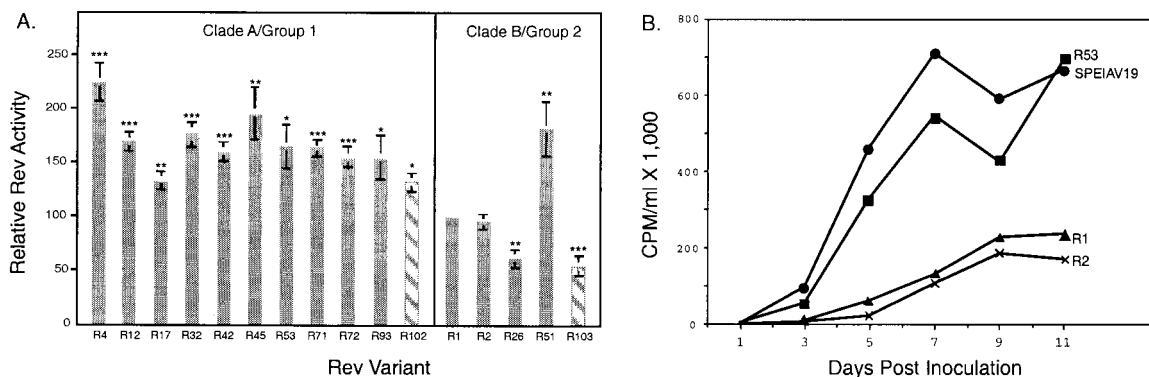 A.
Clade A/Group 1
Clade B/Group 2
Relative Rev Activity
250
200
150
100
50
0
*** *** ** *** *** ** * *** *** * * ** ** ***
R4 R12 R17 R32 R42 R45 R53 R71 R72 R93 R102 R1 R2 R26 R51 R103
Rev Variant
B.
CPM/ml X 1,000
800
600
400
200
0
R53
SPEIAV19
R1
R2
1 3 5 7 9 11
Days Post Inoculation